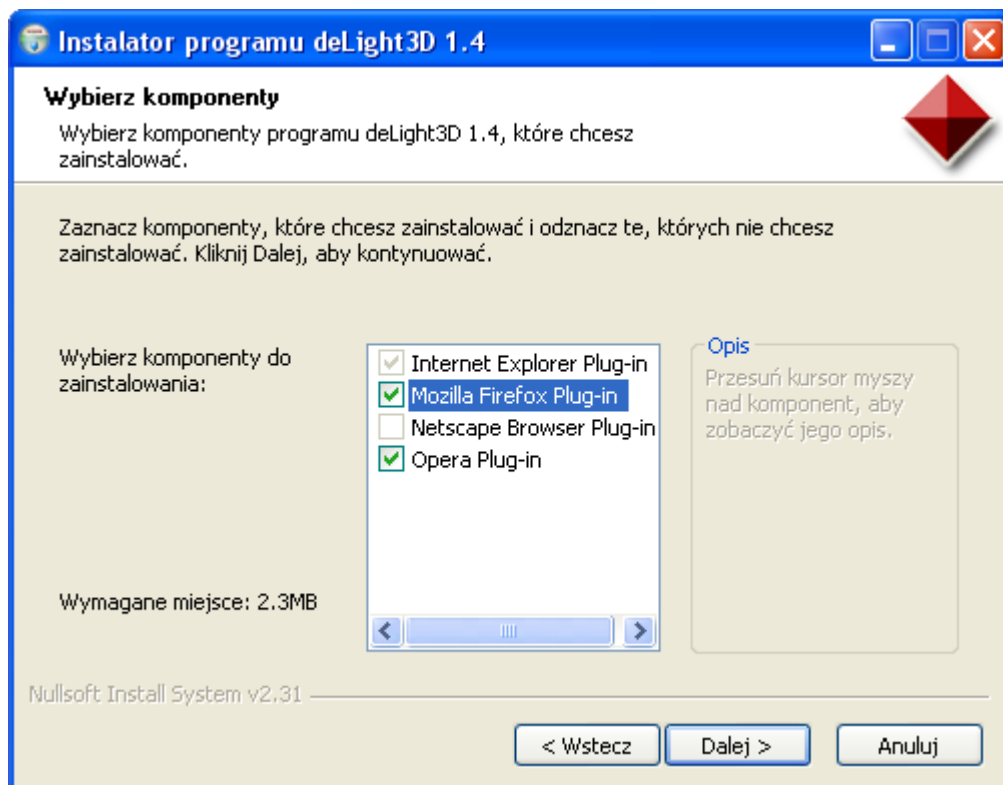 Instalator programu deLight3D 1.4
Wybierz komponenty
Wybierz komponenty programu deLight3D 1.4, które chcesz
zainstalować.
Zaznacz komponenty, które chcesz zainstalować i odznacz te, których nie chcesz
zainstalować. Kliknij Dalej, aby kontynuować.
Wybierz komponenty do
zainstalowania:
Internet Explorer Plug-in
Mozilla Firefox Plug-in
Netscape Browser Plug-in
Opera Plug-in
Opis
Przesuń kursor myszy
nad komponent, aby
zobaczyć jego opis.
Wymagane miejsce: 2.3MB
Nullsoft Install System v2.31
< Wstecz
Dalej >
Anuluj